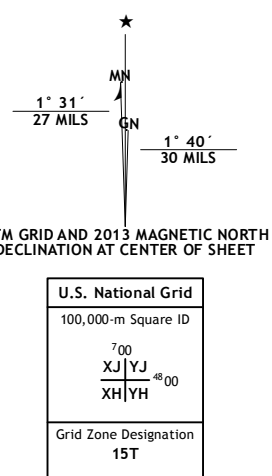 ★
MN
1° 31´
27 MILS
GN
1° 40´
30 MILS
TM GRID AND 2013 MAGNETIC NORTH
DECLINATION AT CENTER OF SHEET
U.S. National Grid
100,000-m Square ID
⁷00
XJ YJ
⁴⁸00
XH YH
Grid Zone Designation
15T